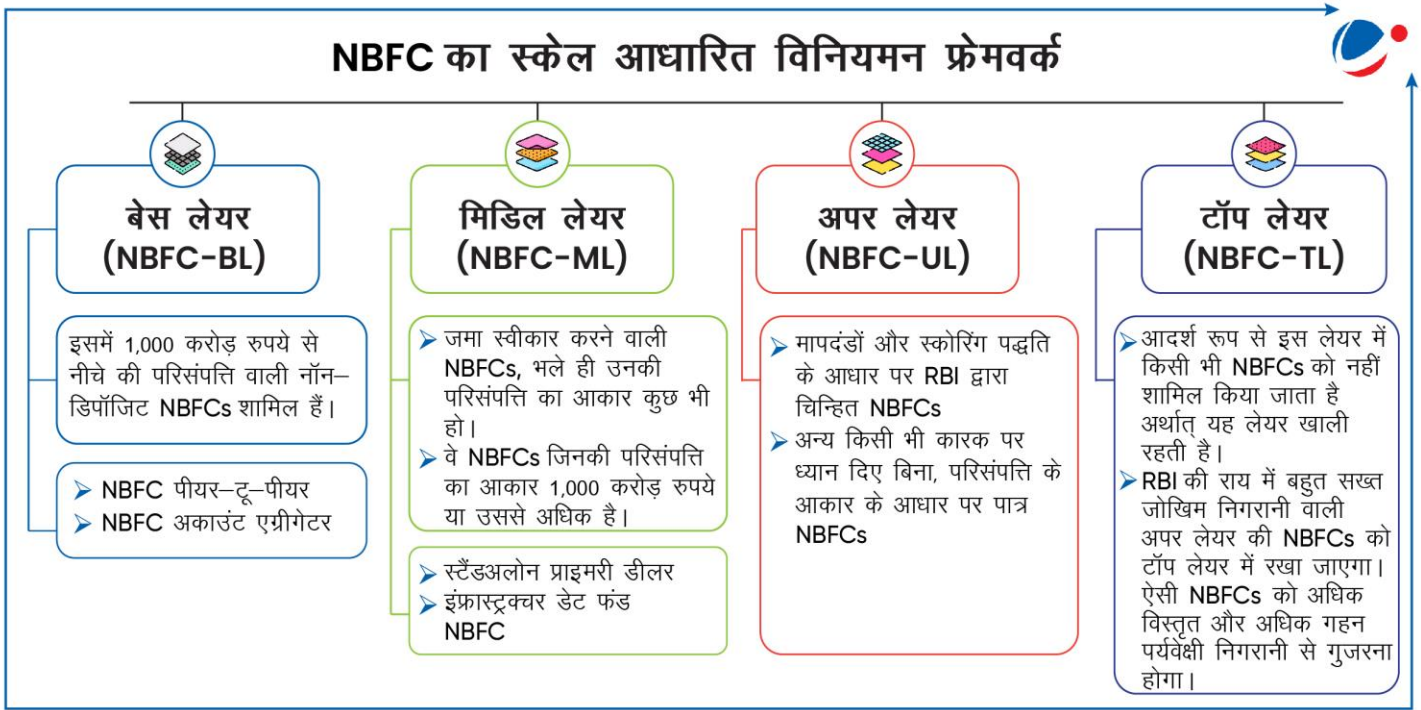 NBFC का स्केल आधारित विनियमन फ्रेमवर्क
बेस लेयर
(NBFC-BL)
इसमें 1,000 करोड़ रुपये से
नीचे की परिसंपत्ति वाली नॉन–
डिपॉजिट NBFCs शामिल हैं।
➢ NBFC पीयर–टू–पीयर
➢ NBFC अकाउंट एग्रीगेटर
मिडिल लेयर
(NBFC-ML)
➢ जमा स्वीकार करने वाली
NBFCs, भले ही उनकी
परिसंपत्ति का आकार कुछ भी
हो।
➢ वे NBFCs जिनकी परिसंपत्ति
का आकार 1,000 करोड़ रुपये
या उससे अधिक है।
➢ स्टैंडअलोन प्राइमरी डीलर
➢ इंफ्रास्ट्रक्चर डेट फंड
NBFC
अपर लेयर
(NBFC-UL)
➢ मापदंडों और स्कोरिंग पद्धति
के आधार पर RBI द्वारा
चिन्हित NBFCs
➢ अन्य किसी भी कारक पर
ध्यान दिए बिना, परिसंपत्ति के
आकार के आधार पर पात्र
NBFCs
टॉप लेयर
(NBFC-TL)
➢ आदर्श रूप से इस लेयर में
किसी भी NBFCs को नहीं
शामिल किया जाता है
अर्थात् यह लेयर खाली
रहती है।
➢ RBI की राय में बहुत सख्त
जोखिम निगरानी वाली
अपर लेयर की NBFCs को
टॉप लेयर में रखा जाएगा।
ऐसी NBFCs को अधिक
विस्तृत और अधिक गहन
पर्यवेक्षी निगरानी से गुजरना
होगा।